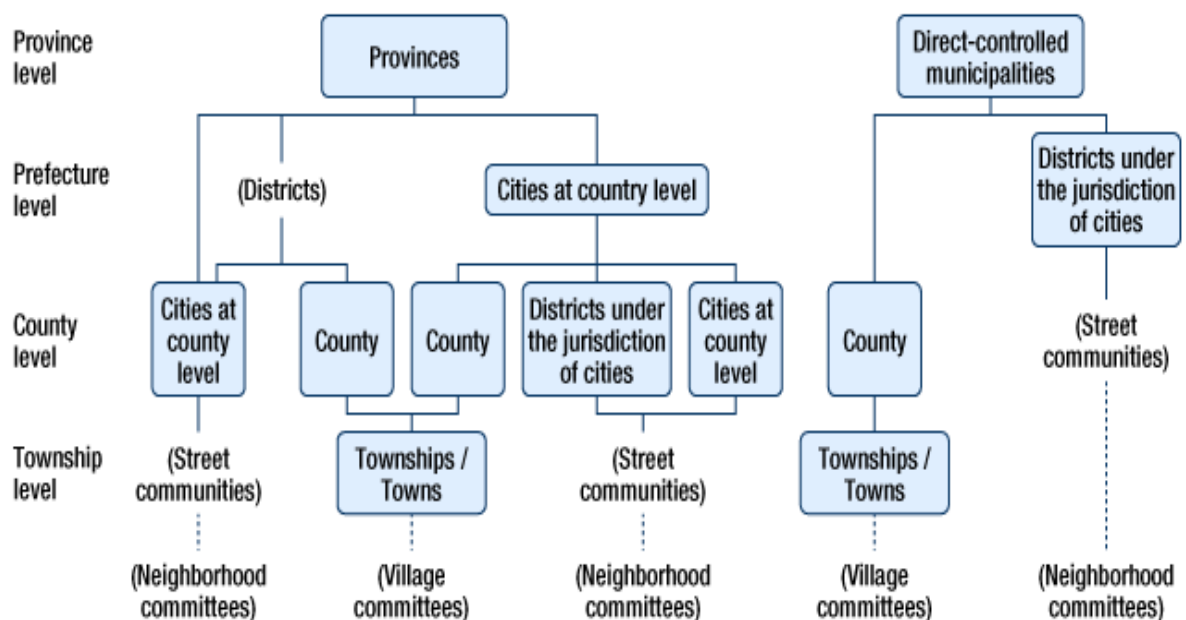 Province
level
Provinces
Direct-controlled
municipalities
Prefecture
level
(Districts)
Cities at country level
Districts under
the jurisdiction
of cities
County
level
Cities at
county
level
County
County
Districts under
the jurisdiction
of cities
Cities at
county
level
County
(Street
communities)
Township
level
(Street
communities)
Townships /
Towns
(Street
communities)
Townships /
Towns
(Neighborhood
committees)
(Village
committees)
(Neighborhood
committees)
(Village
committees)
(Neighborhood
committees)